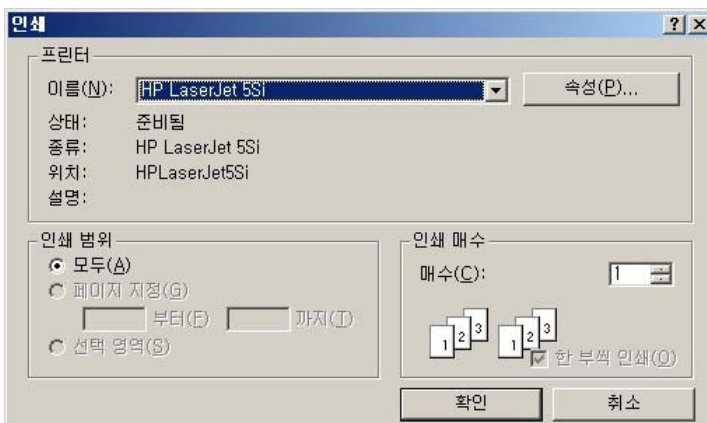 인쇄
프린터
이름(N): HP LaserJet 5Si 속성(P)...
상태: 준비됨
종류: HP LaserJet 5Si
위치: HPLaserJet5Si
설명:
인쇄 범위
모두(A)
페이지 지정(G)
부터(F) 까지(T)
선택 영역(S)
인쇄 매수
매수(C): 1
1 2 3 1 2 3
한 부씩 인쇄(O)
확인 취소